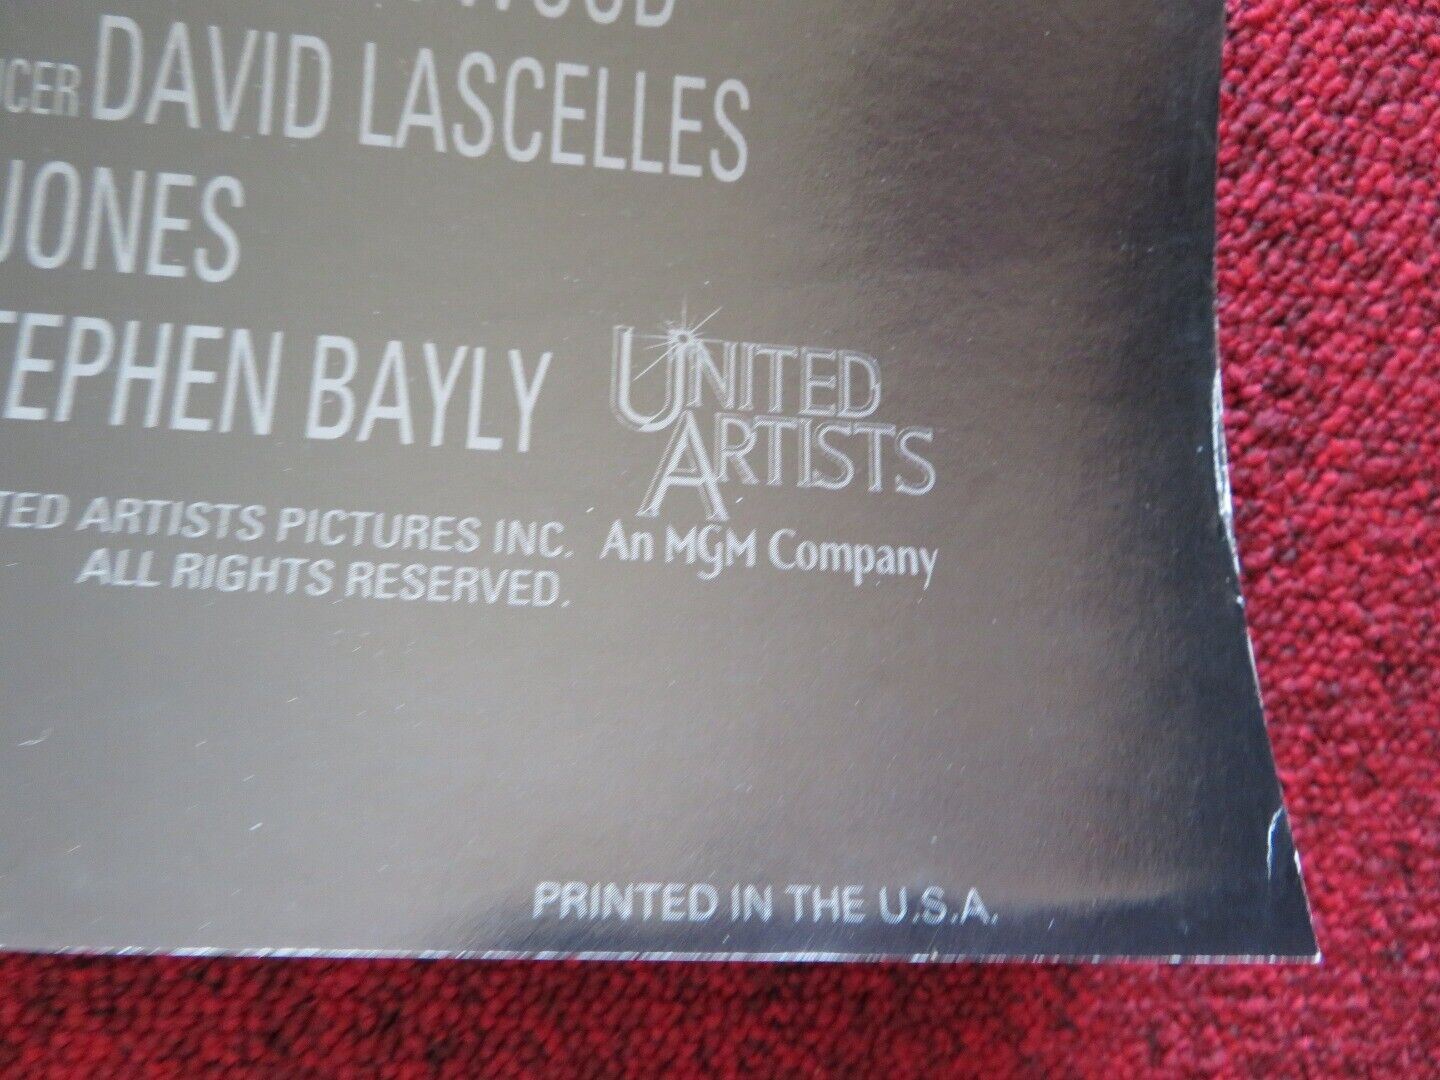 DAVID LASCELLES
JONES
TEPHEN BAYLY
UNITED
ARTISTS
TED ARTISTS PICTURES INC. An MGM Company
ALL RIGHTS RESERVED.
PRINTED IN THE U.S.A.